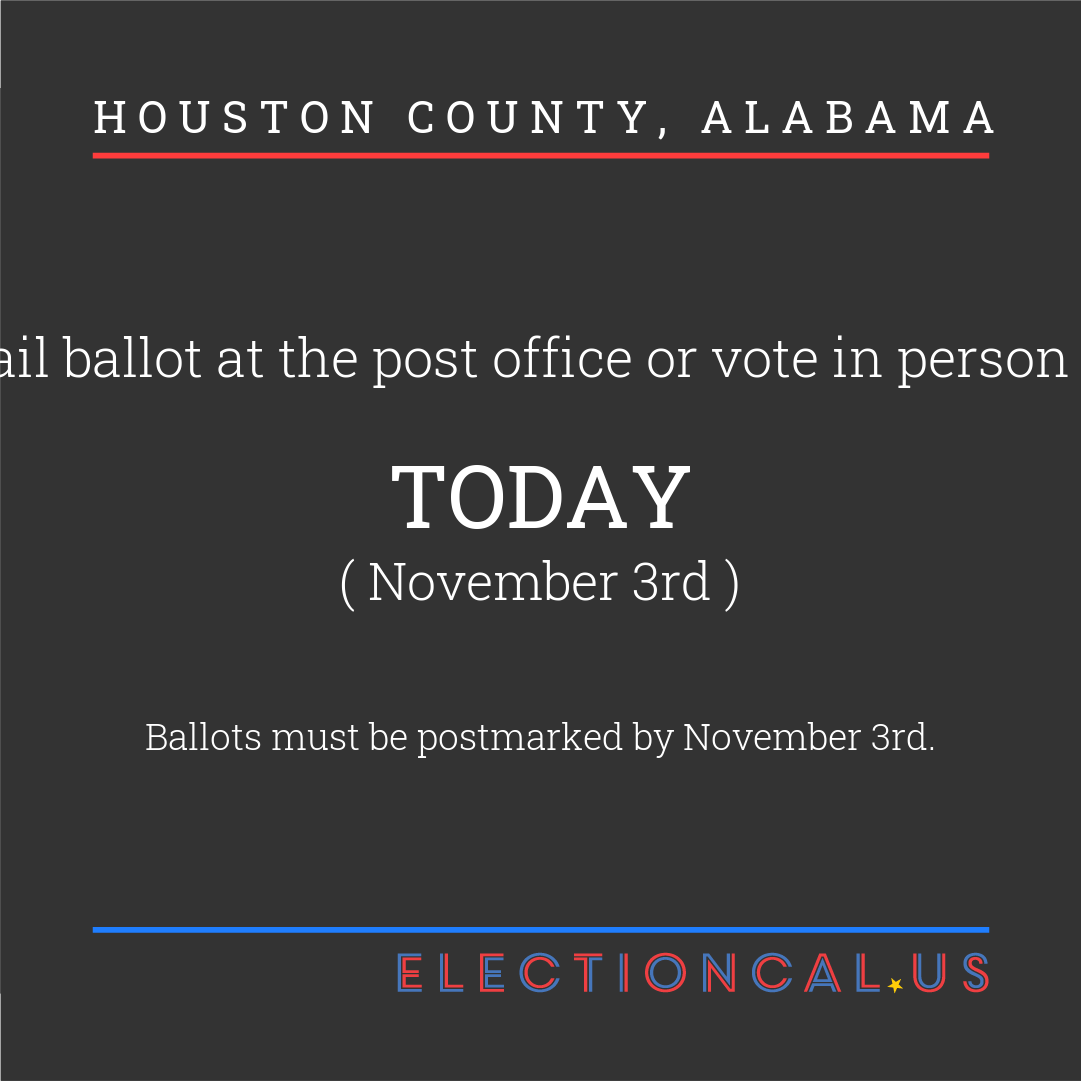 HOUSTON COUNTY, ALABAMA
ail ballot at the post office or vote in person
TODAY
( November 3rd )
Ballots must be postmarked by November 3rd.
ELECTIONCAL.US